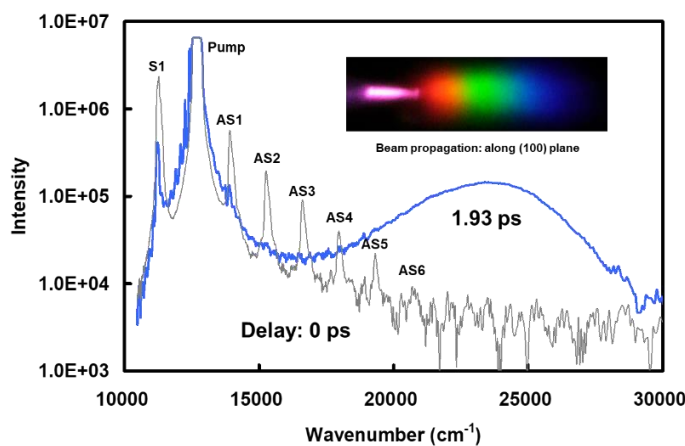 1.0E+07
1.0E+06
1.0E+05
1.0E+04
1.0E+03
Intensity
S1
Pump
AS1
AS2
AS3
AS4
AS5
AS6
Beam propagation: along (100) plane
1.93 ps
Delay: 0 ps
10000 15000 20000 25000 30000
Wavenumber (cm⁻¹)